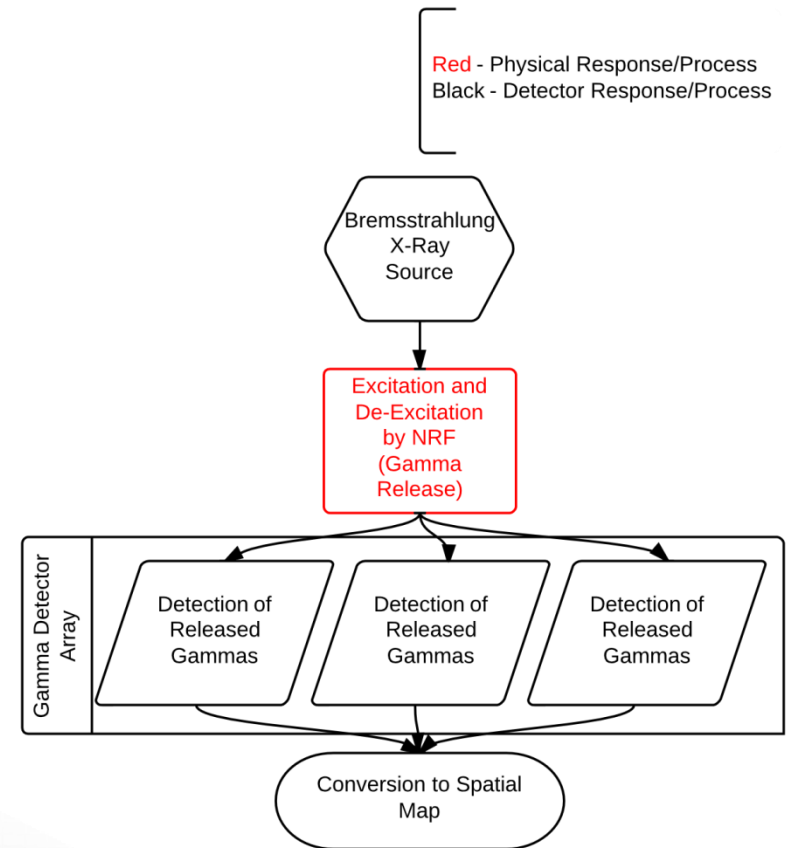 Red - Physical Response/Process
Black - Detector Response/Process
Bremsstrahlung
X-Ray
Source
Excitation and
De-Excitation
by NRF
(Gamma
Release)
Gamma Detector
Array
Detection of
Released
Gammas
Detection of
Released
Gammas
Detection of
Released
Gammas
Conversion to Spatial
Map